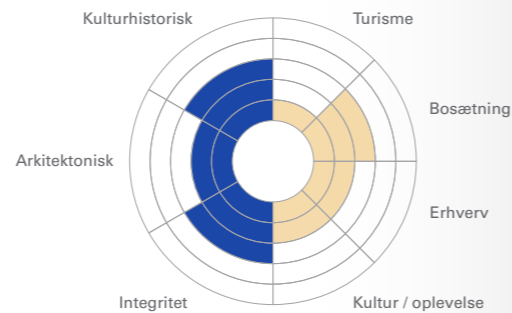 Kulturhistorisk
Turisme
Bosætning
Arkitektonisk
Erhverv
Integritet
Kultur / oplevelse